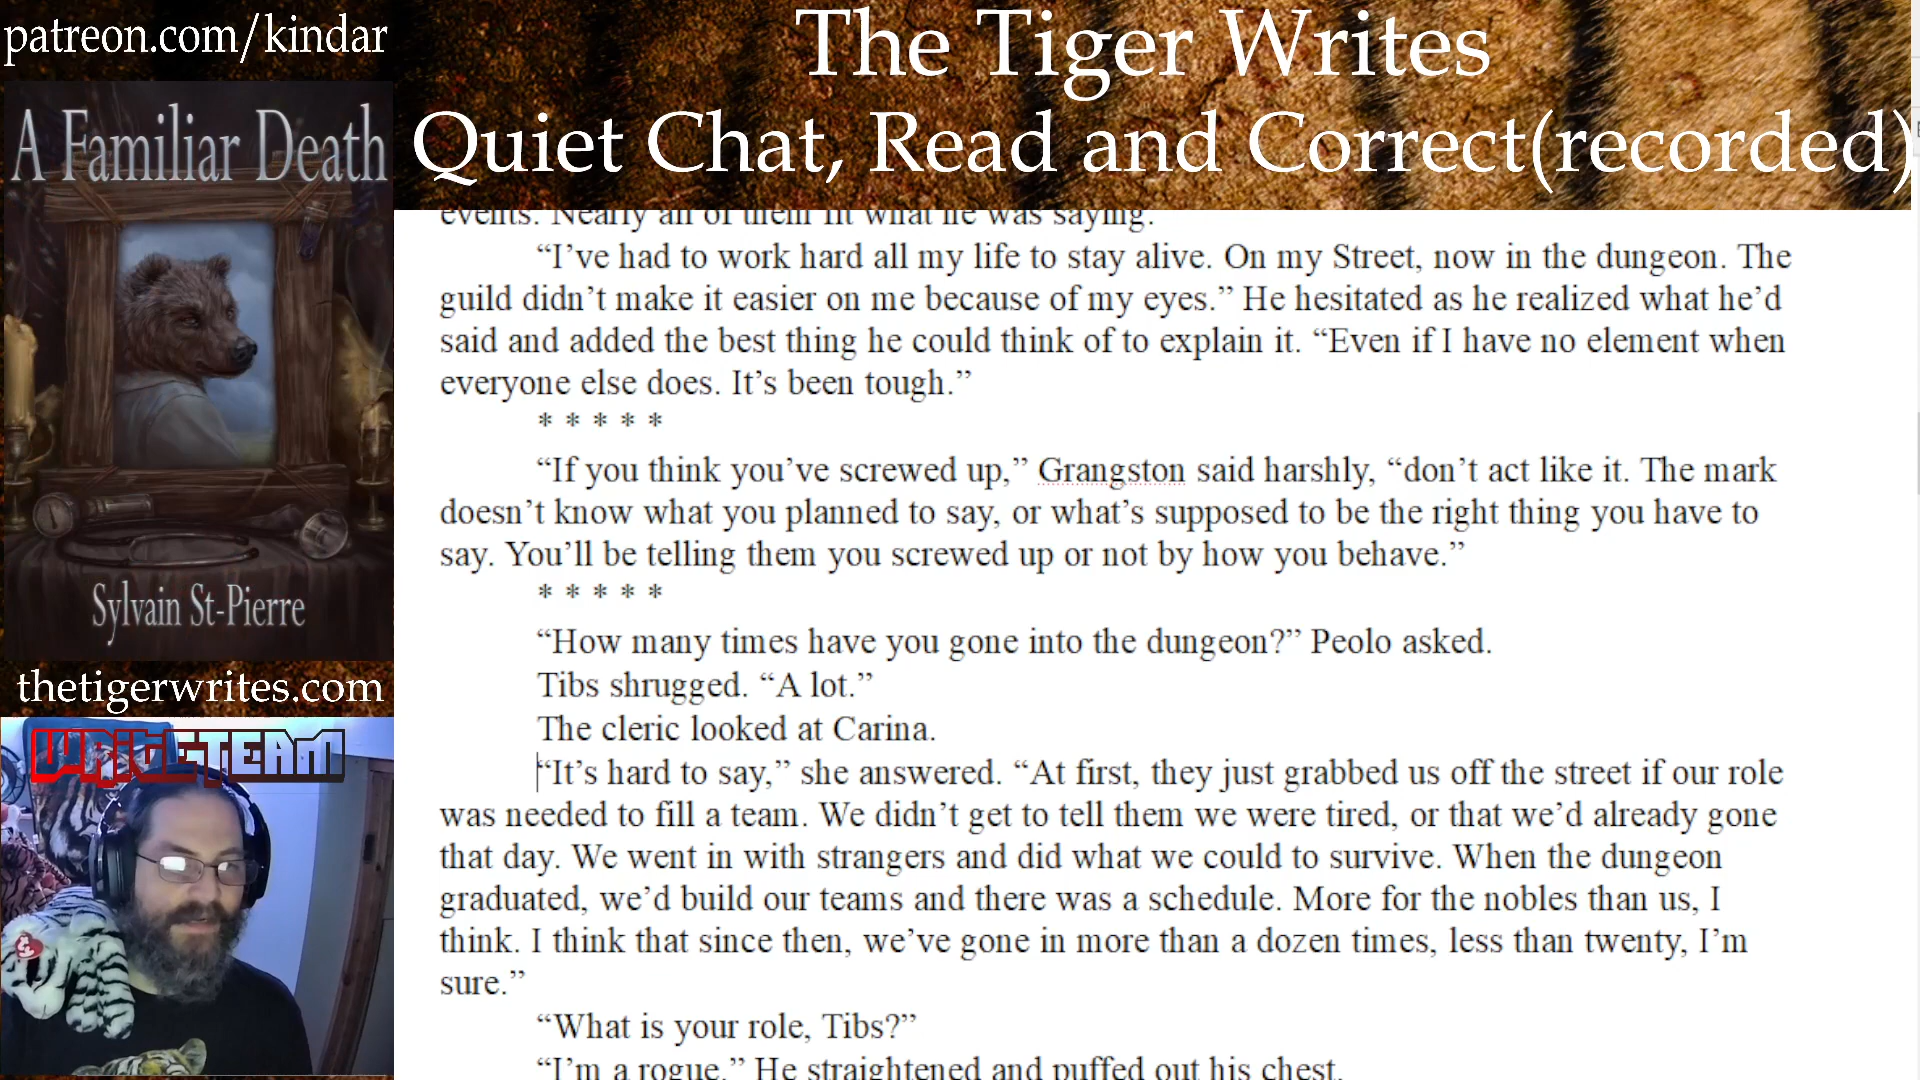 patreon.com/kindar
The Tiger Writes
Quiet Chat, Read and Correct(recorded)
A Familiar Death
Sylvain St-Pierre
thetigerwrites.com
WRITETEAM
events. Nearly all of them fit what he was saying.
“I’ve had to work hard all my life to stay alive. On my Street, now in the dungeon. The
guild didn’t make it easier on me because of my eyes.” He hesitated as he realized what he’d
said and added the best thing he could think of to explain it. “Even if I have no element when
everyone else does. It’s been tough.”
* * * * *
“If you think you’ve screwed up,” Grangston said harshly, “don’t act like it. The mark
doesn’t know what you planned to say, or what’s supposed to be the right thing you have to
say. You’ll be telling them you screwed up or not by how you behave.”
* * * * *
“How many times have you gone into the dungeon?” Peolo asked.
Tibs shrugged. “A lot.”
The cleric looked at Carina.
“It’s hard to say,” she answered. “At first, they just grabbed us off the street if our role
was needed to fill a team. We didn’t get to tell them we were tired, or that we’d already gone
that day. We went in with strangers and did what we could to survive. When the dungeon
graduated, we’d build our teams and there was a schedule. More for the nobles than us, I
think. I think that since then, we’ve gone in more than a dozen times, less than twenty, I’m
sure.”
“What is your role, Tibs?”
“I’m a rogue.” He straightened and puffed out his chest.